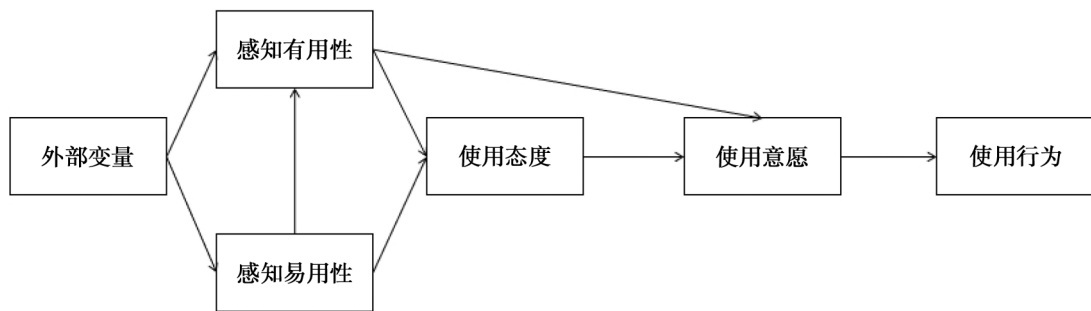 感知有用性
外部变量
使用态度
使用意愿
使用行为
感知易用性